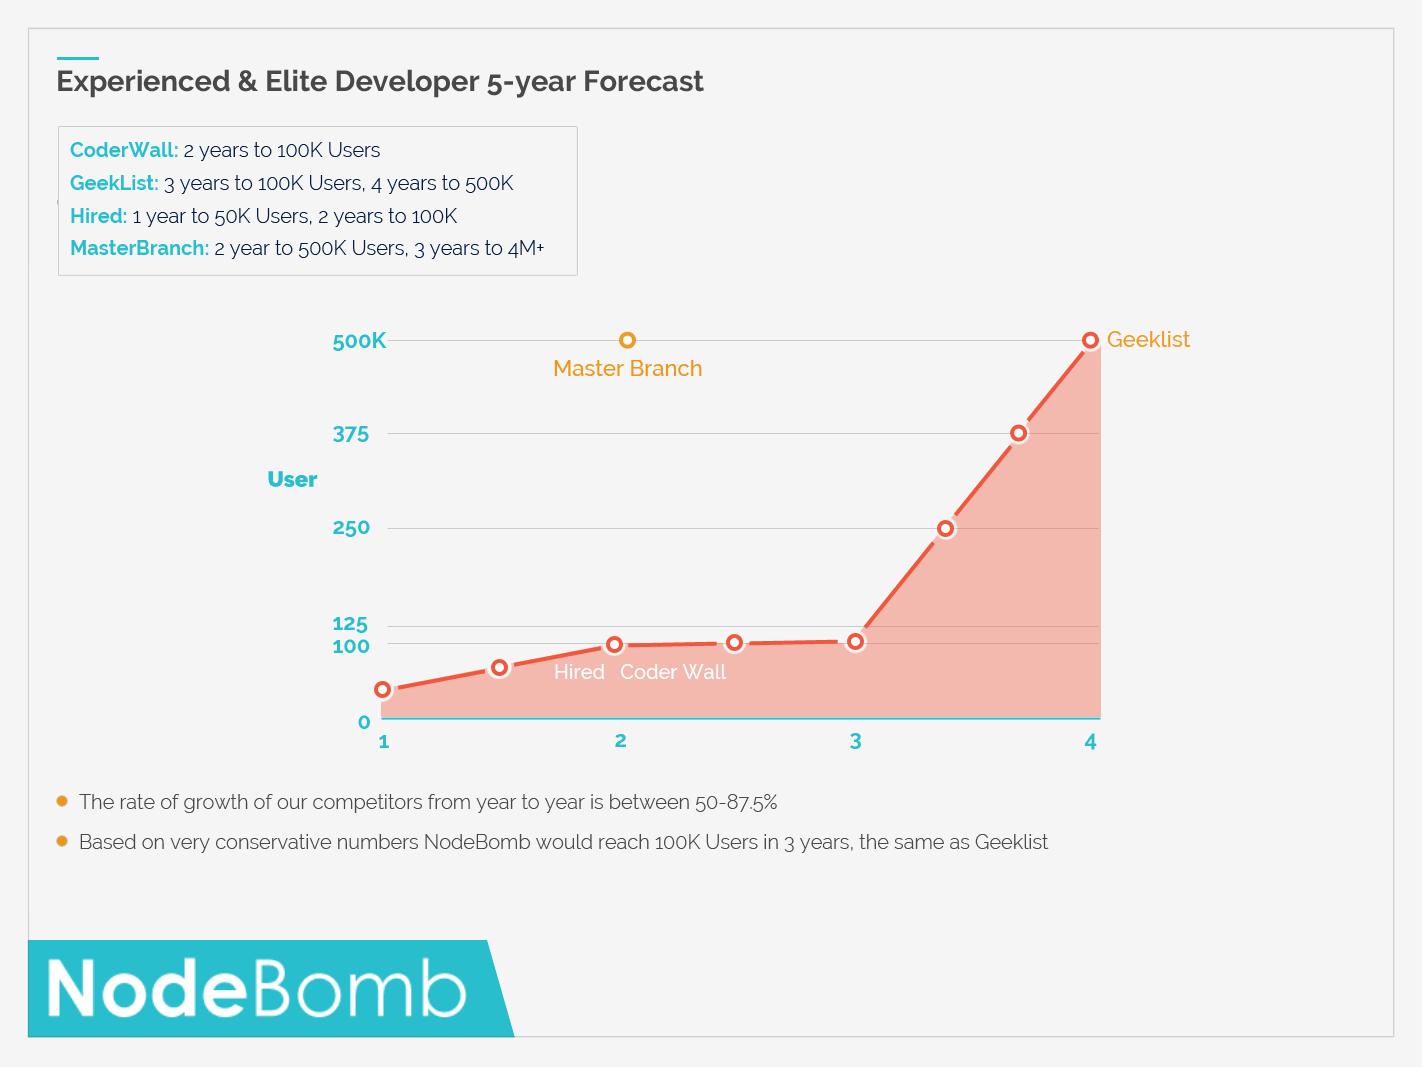 Experienced & Elite Developer 5-year Forecast
CoderWall: 2 years to 100K Users
GeekList: 3 years to 100K Users, 4 years to 500K
Hired: 1 year to 50K Users, 2 years to 100K
MasterBranch: 2 year to 500K Users, 3 years to 4M+
500K
Geeklist
Master Branch
375
User
250
125
100
Hired Coder Wall
0
1 2 3 4
The rate of growth of our competitors from year to year is between 50-87.5%
Based on very conservative numbers NodeBomb would reach 100K Users in 3 years, the same as Geeklist
NodeBomb